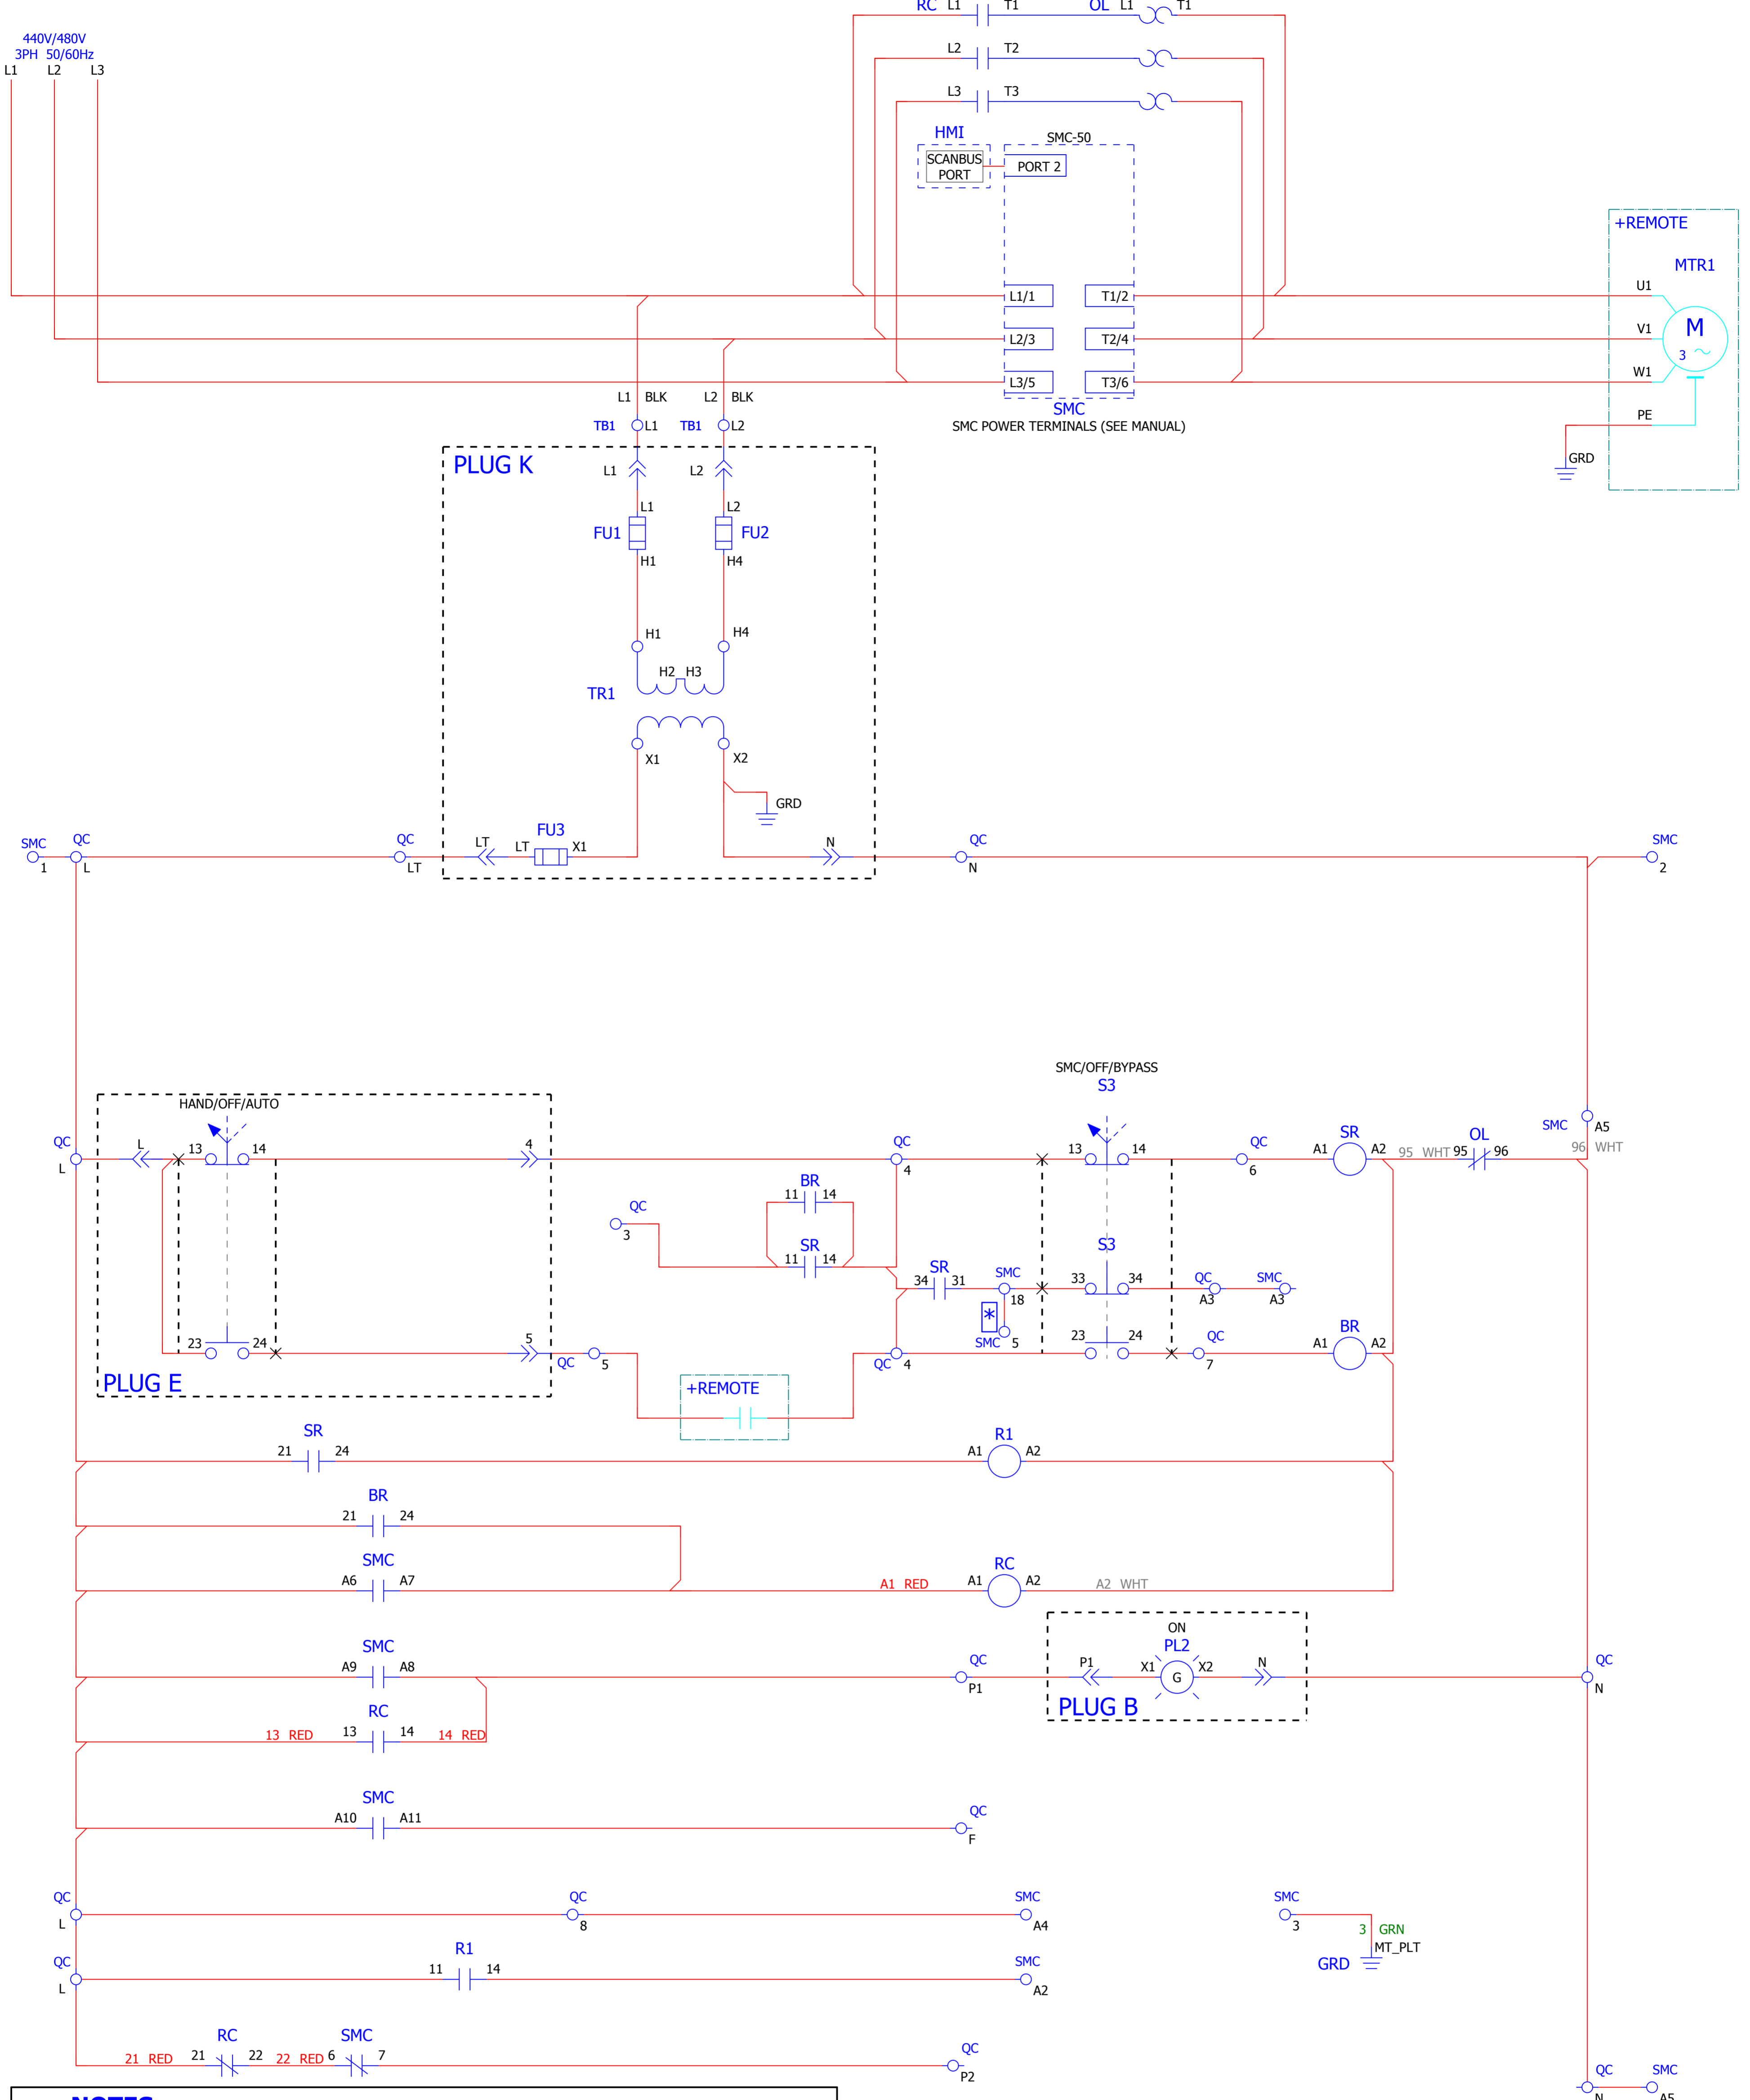 RC L1 T1 OL L1 T1
440V/480V
3PH 50/60Hz
L1 L2 L3
L2 T2
L3 T3
HMI
SMC-50
SCANBUS
PORT
PORT 2
+REMOTE
MTR1
L1/1 T1/2 U1
L2/3 T2/4 V1
M
3
L3/5 T3/6 W1
L1 BLK L2 BLK
SMC
SMC POWER TERMINALS (SEE MANUAL)
PE
GRD
TB1 L1 TB1 L2
PLUG K
L1 L2
L1 L2
FU1 FU2
H1 H4
H1 H4
H2 H3
TR1
X1 X2
GRD
SMC QC QC FU3 QC SMC
LT LT X1 N
1 L LT N 2
SMC/OFF/BYPASS
S3
HAND/OFF/AUTO
SMC A5
QC L 13 14 4 QC 13 14 QC SR OL
A1 A2 95 WHT 95 96 96 WHT
L 4 6
BR
11 14
QC
3
SR
11 14
S3
SR
34 31 SMC 33 34 QC SMC
18 A3 A3
*
SMC 5
23 24 5 23 24 QC BR
A1 A2
QC 5 QC 4 7
PLUG E
+REMOTE
SR
21 24
R1
A1 A2
BR
21 24
SMC
A6 A7
RC
A1 RED A1 A2 A2 WHT
ON
PL2
SMC
A9 A8
QC
P1
P1 X1 G X2 N
QC
N
PLUG B
RC
13 RED 13 14 14 RED
SMC
A10 A11
QC
F
QC QC SMC SMC
L 8 A4 3
3 GRN
MT_PLT
GRD
QC R1 SMC
11 14
L A2
RC SMC
21 RED 21 22 22 RED 6 7
QC
P2
QC SMC
N A5
NOTES